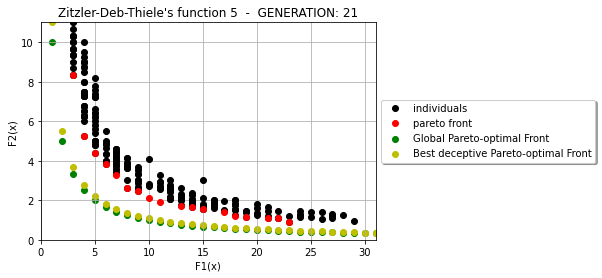 Zitzler-Deb-Thiele's function 5 - GENERATION: 21
10
8
6
4
2
0
F2(x)
0 5 10 15 20 25 30
F1(x)
individuals
pareto front
Global Pareto-optimal Front
Best deceptive Pareto-optimal Front